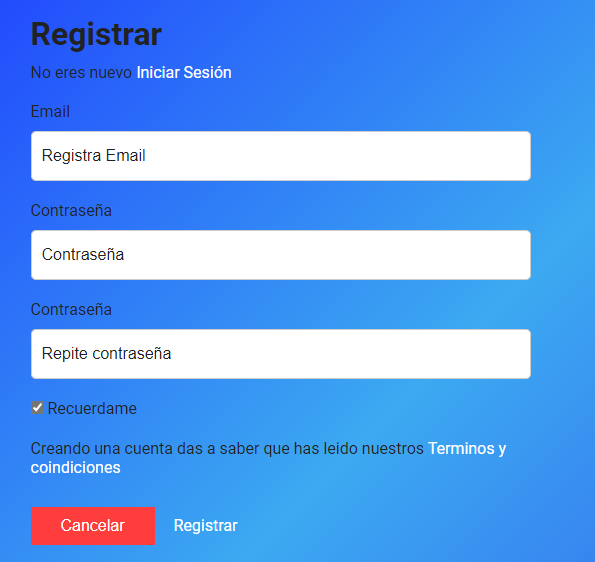 Registrar
No eres nuevo Iniciar Sesión
Email
Registra Email
Contraseña
Contraseña
Contraseña
Repite contraseña
Recuerdame
Creando una cuenta das a saber que has leido nuestros Terminos y
coindiciones
Cancelar Registrar